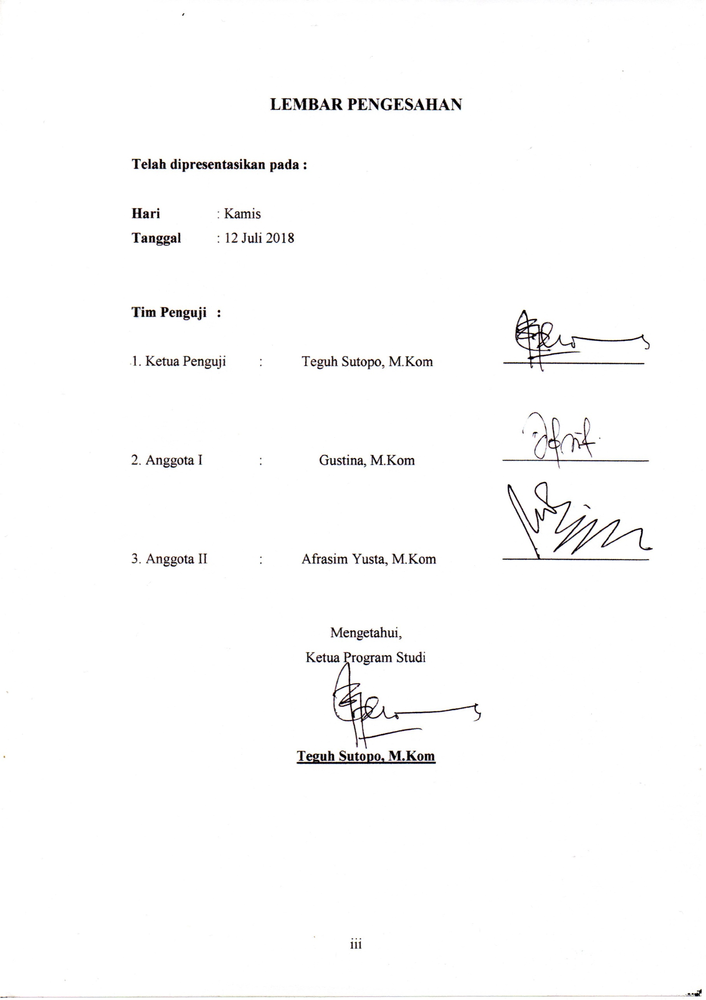 LEMBAR PENGESAHAN
Telah dipresentasikan pada :
Hari : Kamis
Tanggal : 12 Juli 2018
Tim Penguji :
1. Ketua Penguji : Teguh Sutopo, M.Kom
2. Anggota I : Gustina, M.Kom
3. Anggota II : Afrasim Yusta, M.Kom
Mengetahui,
Ketua Program Studi
Teguh Sutopo, M.Kom
iii